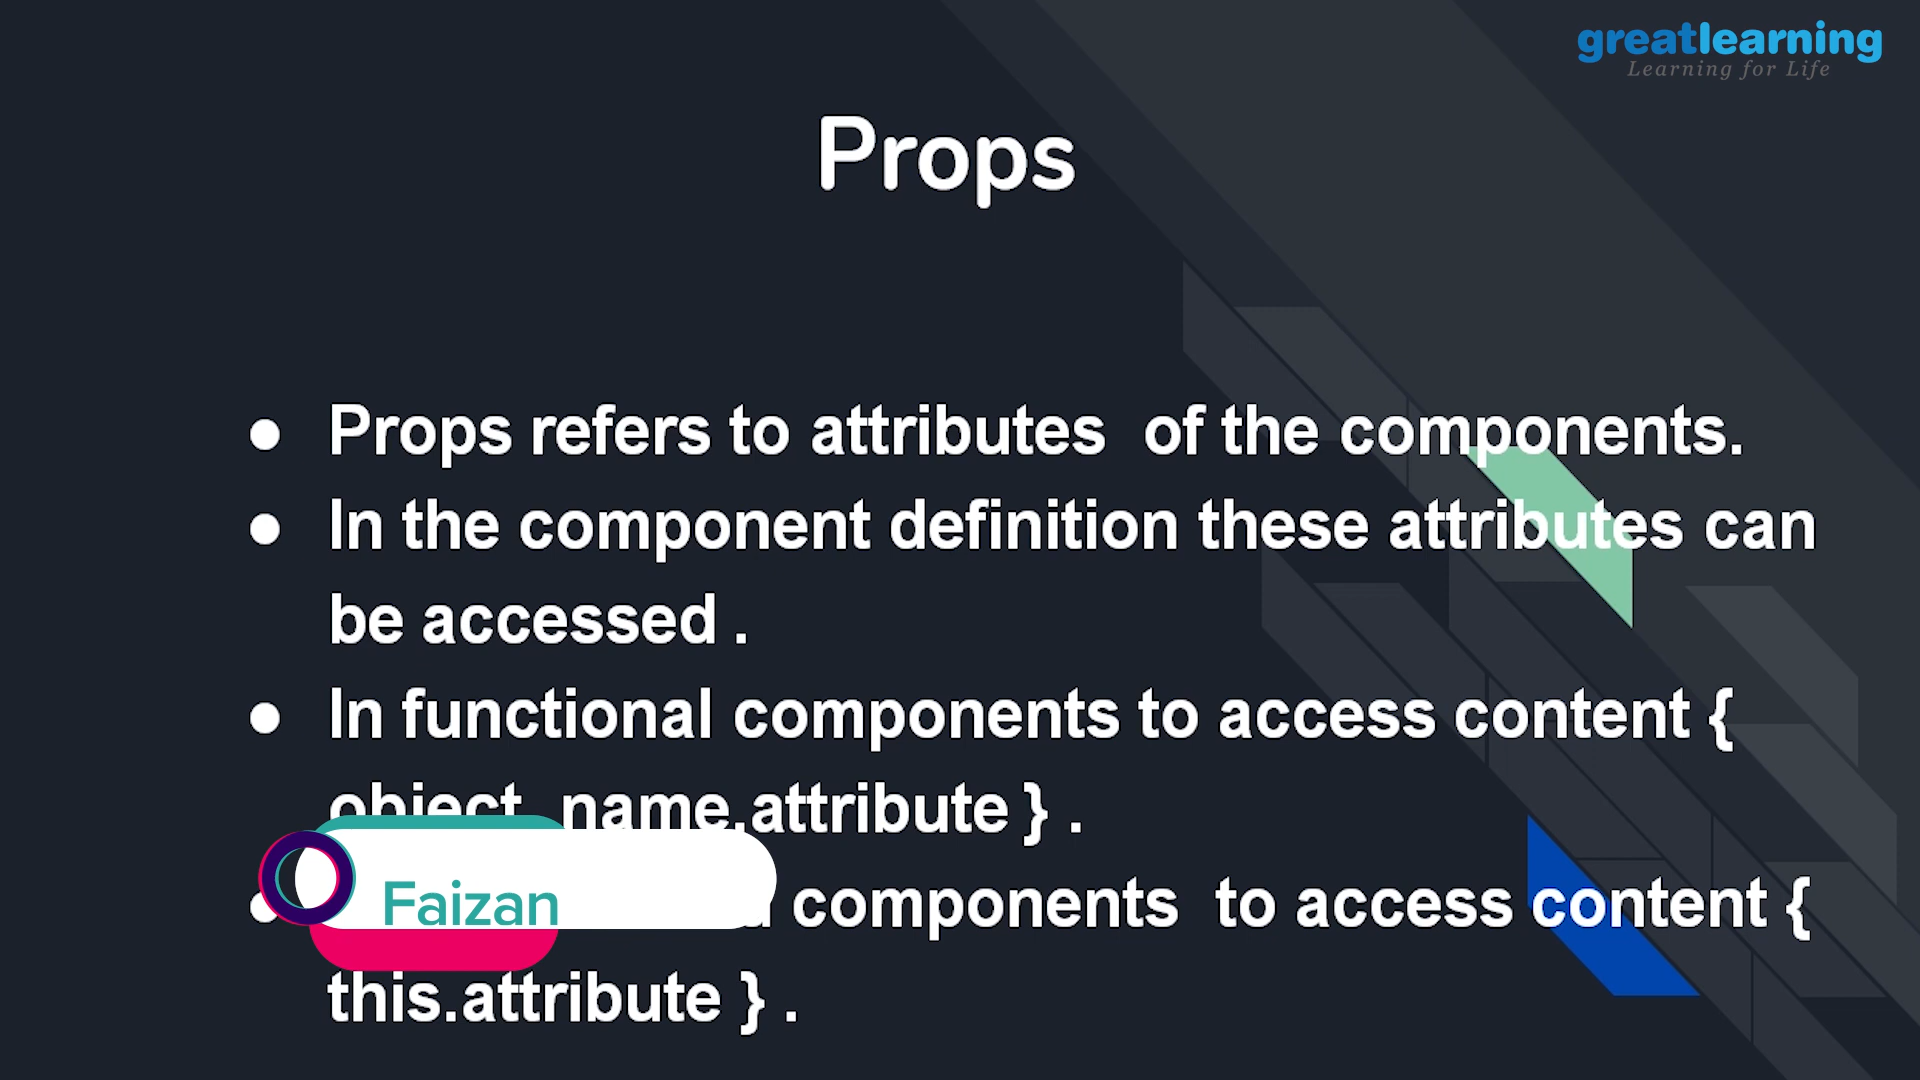 greatlearning
Learning for Life
Props
● Props refers to attributes of the components.
● In the component definition these attributes can
be accessed .
● In functional components to access content {
object_name.attribute } .
Faizan
components to access content {
this.attribute } .